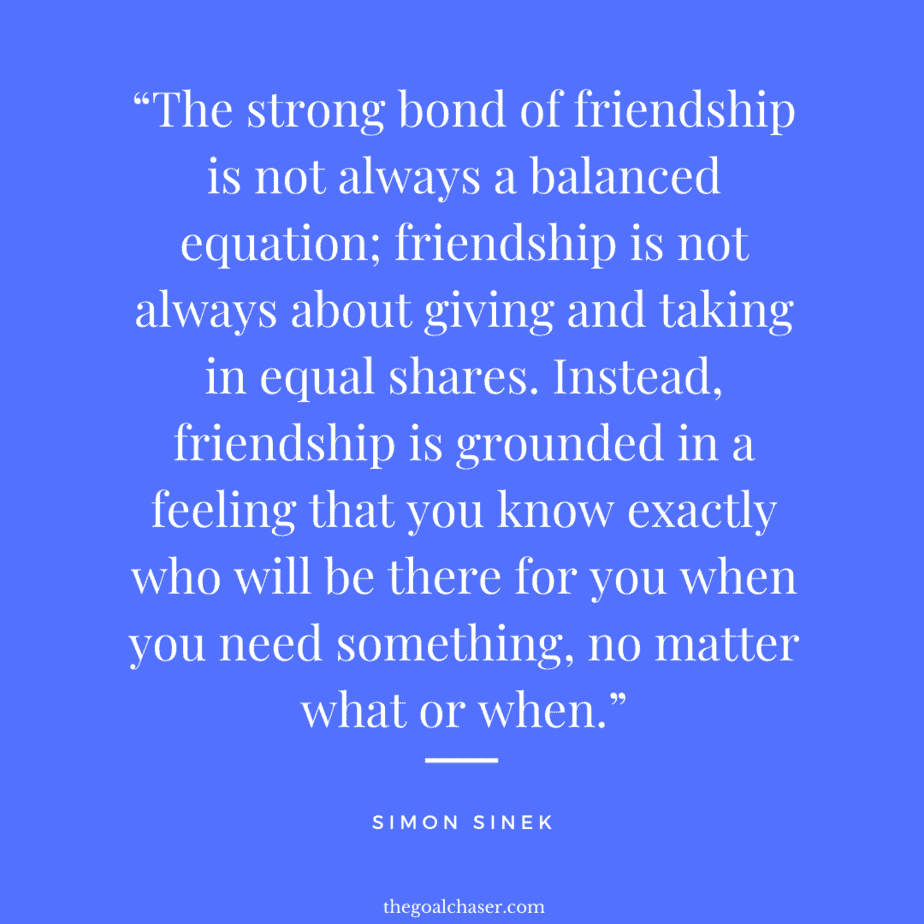 “The strong bond of friendship
is not always a balanced
equation; friendship is not
always about giving and taking
in equal shares. Instead,
friendship is grounded in a
feeling that you know exactly
who will be there for you when
you need something, no matter
what or when.”
SIMON SINEK
thegoalchaser.com